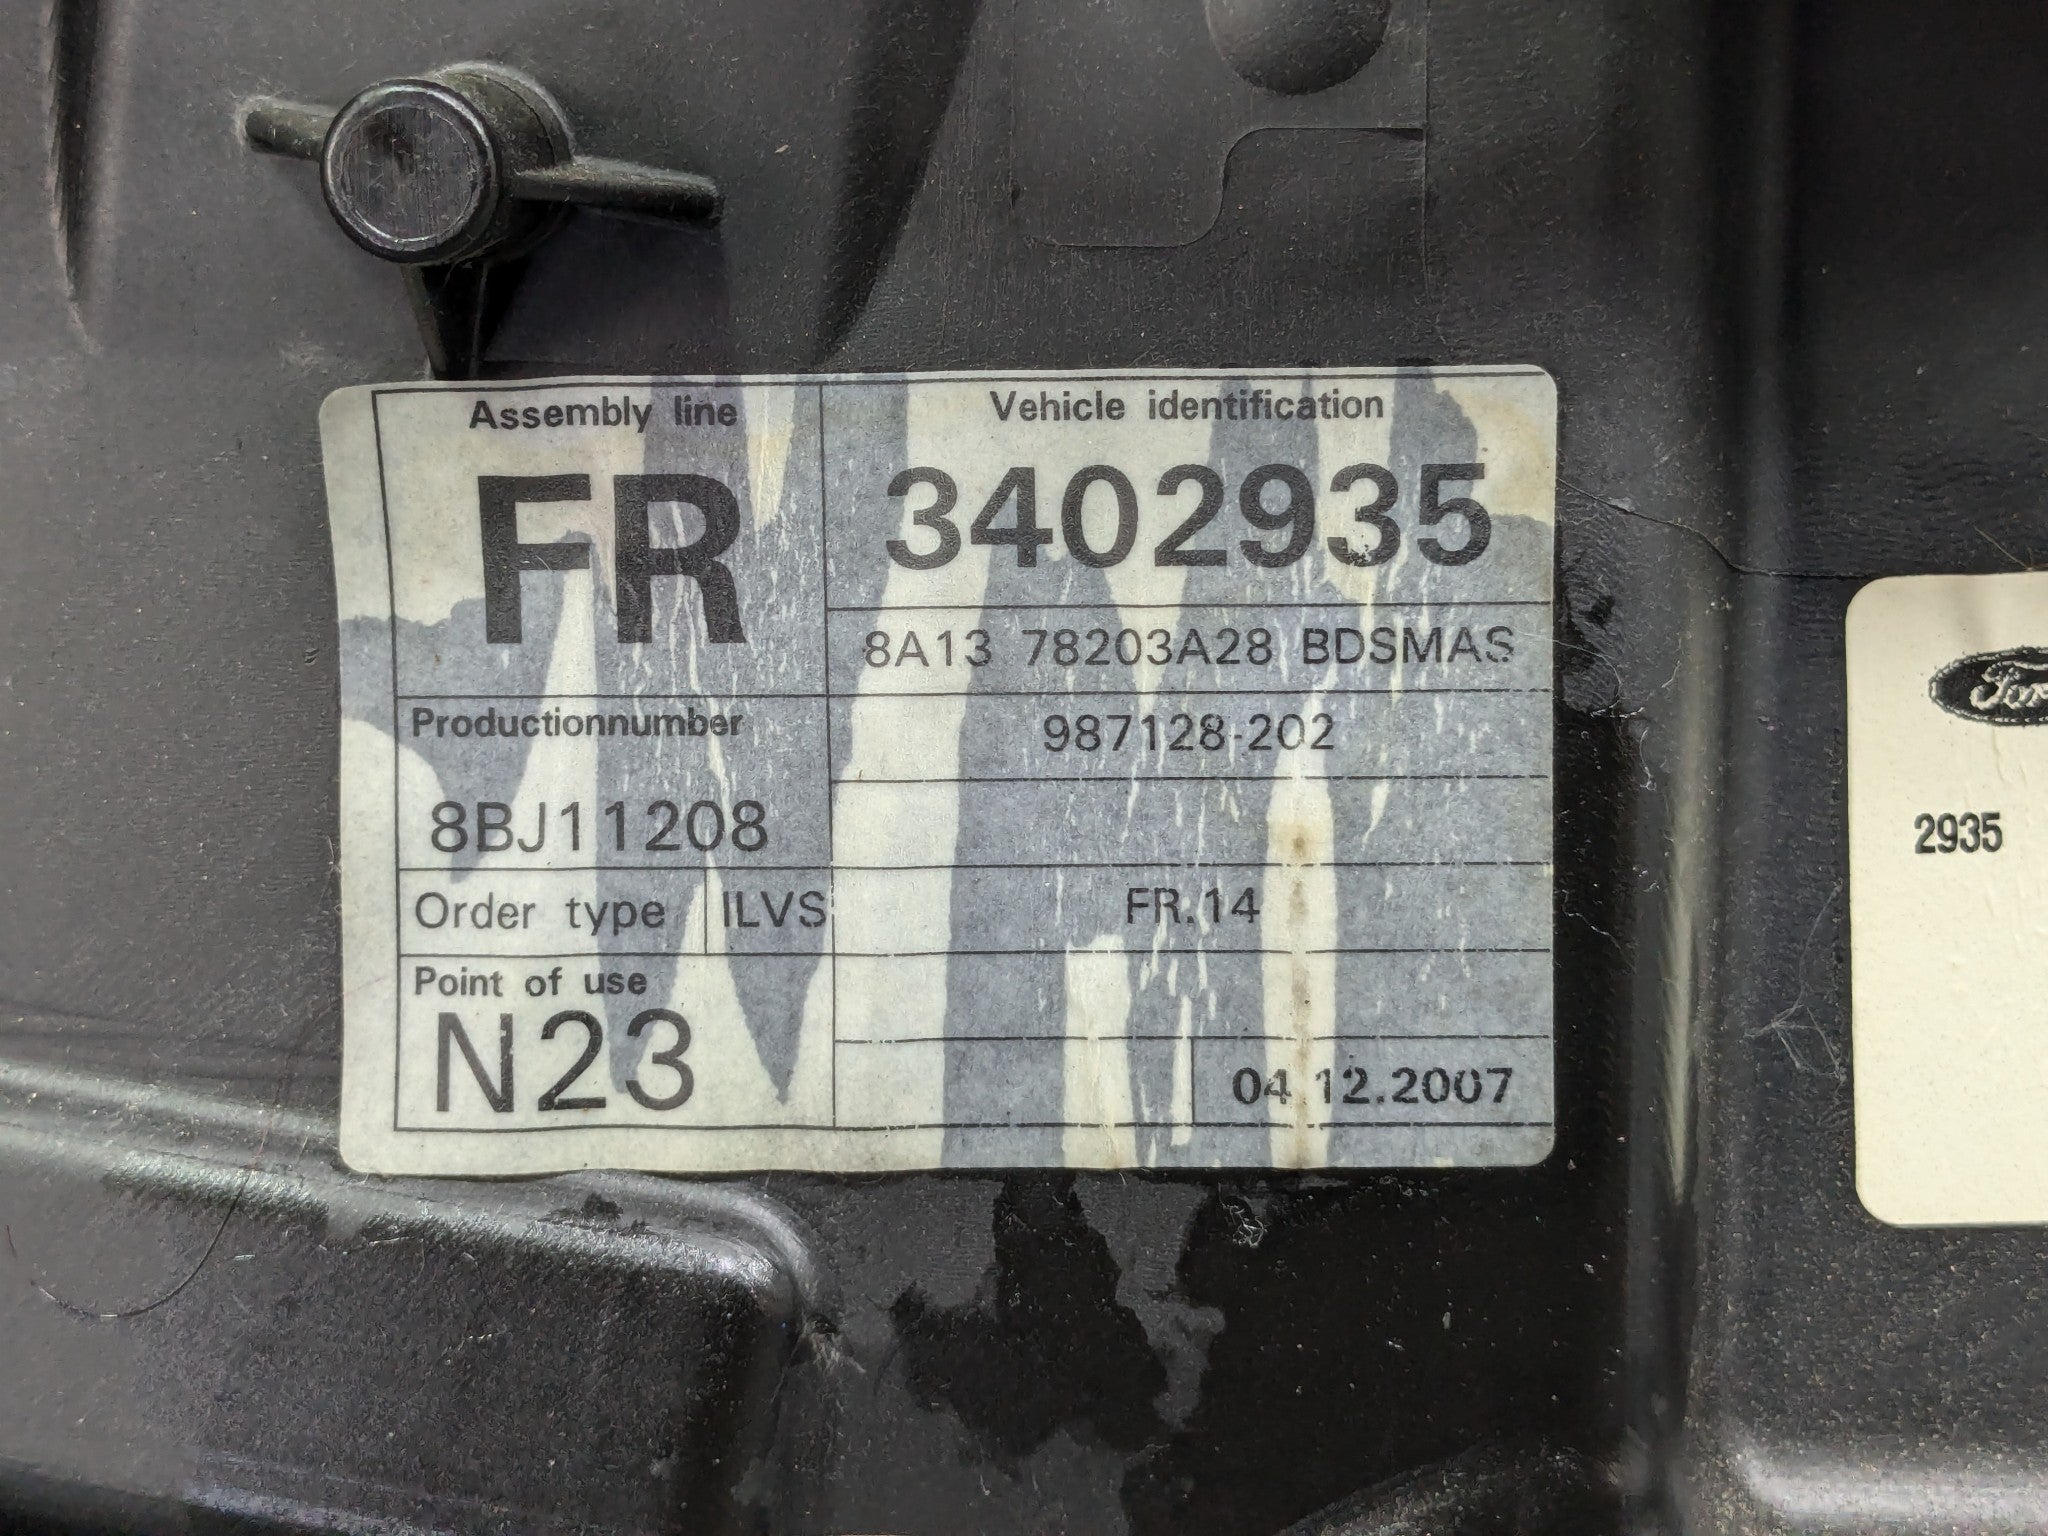 Assembly line
FR
Vehicle identification
3402935
8A13 78203A28 BDSMAS
Productionnumber
8BJ11208
987128-202
Order type ILVS
FR.14
Point of use
N23
04.12.2007
Ford
2935